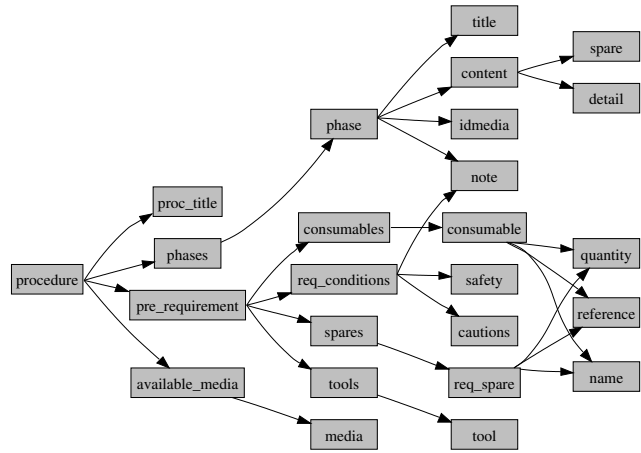 title
spare
content
detail
phase
idmedia
note
proc_title
consumables
consumable
phases
quantity
procedure
req_conditions
safety
pre_requirement
reference
spares
cautions
available_media
tools
req_spare
name
media
tool